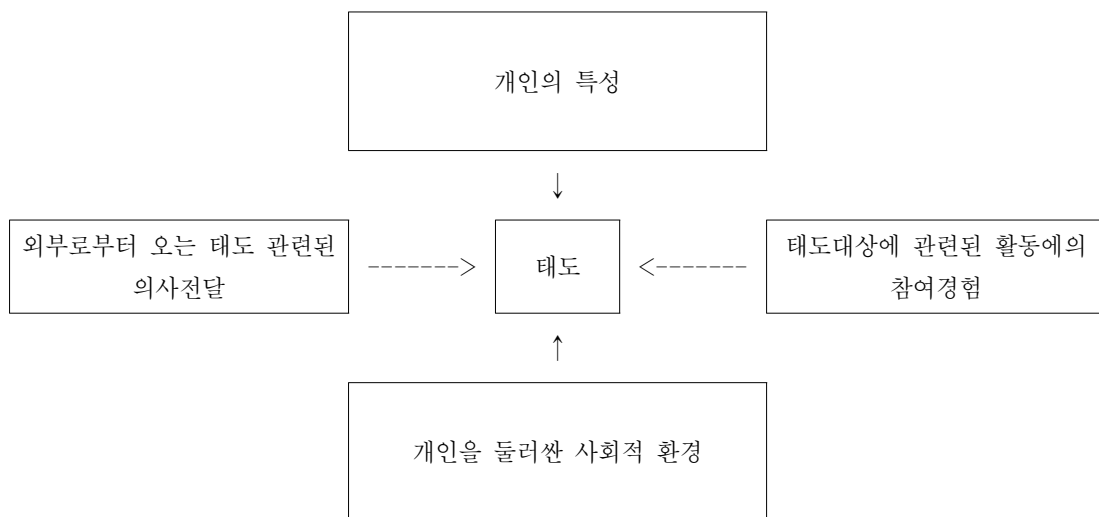 개인의 특성
↓
외부로부터 오는 태도 관련된
의사전달
------->
태도
<-------
태도대상에 관련된 활동에의
참여경험
↑
개인을 둘러싼 사회적 환경